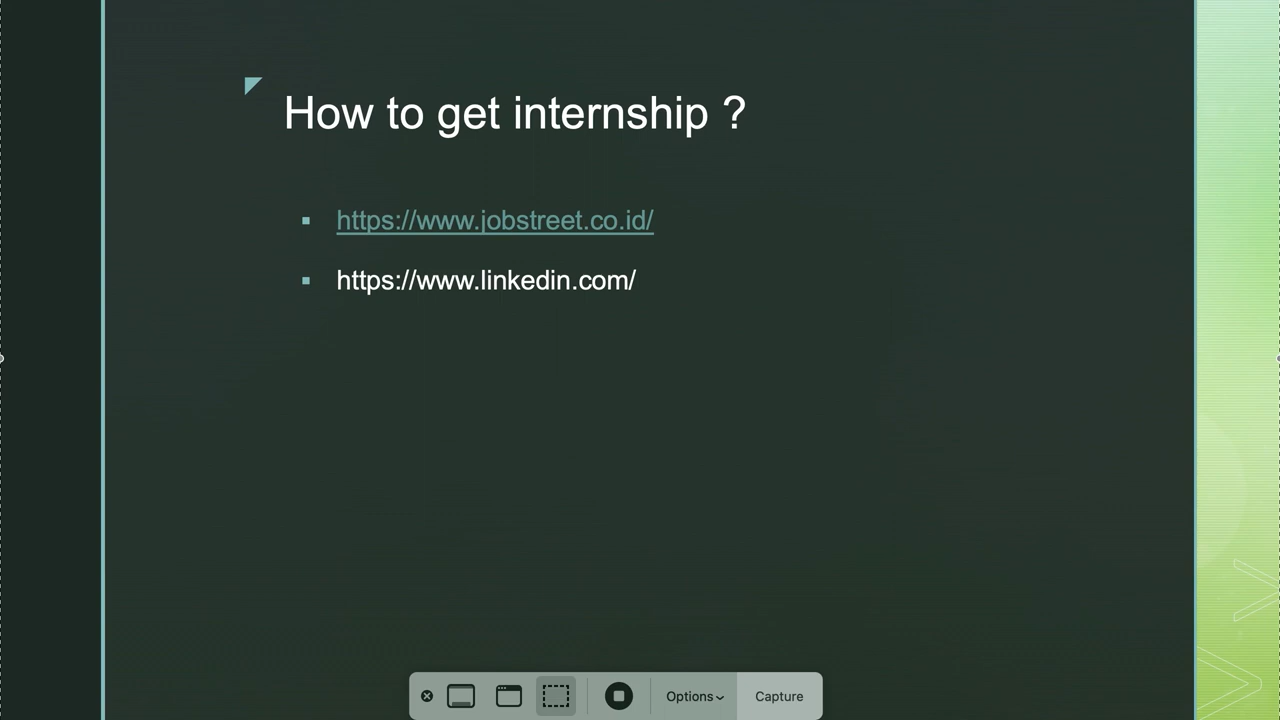 How to get internship ?
https://www.jobstreet.co.id/
https://www.linkedin.com/
Options
Capture